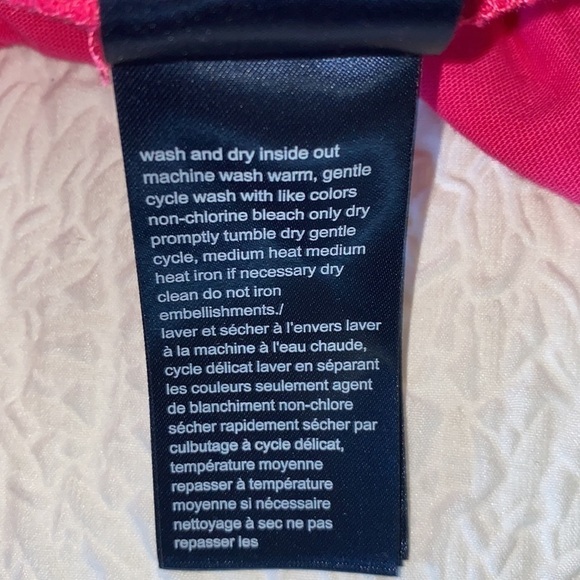 wash and dry inside out
machine wash warm, gentle
cycle wash with like colors
non-chlorine bleach only dry
promptly tumble dry gentle
cycle, medium heat medium
heat iron if necessary dry
clean do not iron
embellishments./
laver et sécher à l'envers laver
à la machine à l'eau chaude,
cycle délicat laver en séparant
les couleurs seulement agent
de blanchiment non-chlore
sécher rapidement sécher par
culbutage à cycle délicat,
température moyenne
repasser à température
moyenne si nécessaire
nettoyage à sec ne pas
repasser les